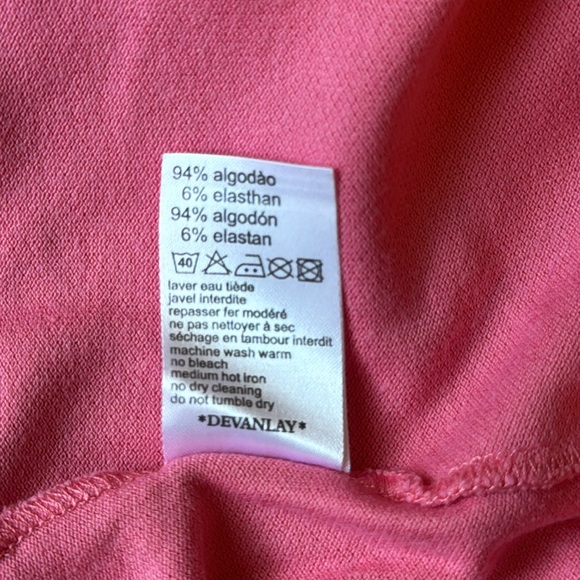 94% algodào
6% elasthan
94% algodón
6% elastan
40
laver eau tiède
javel interdite
repasser fer modéré
ne pas nettoyer à sec
séchage en tambour interdit
machine wash warm
no bleach
medium hot iron
no dry cleaning
do not tumble dry
*DEVANLAY*